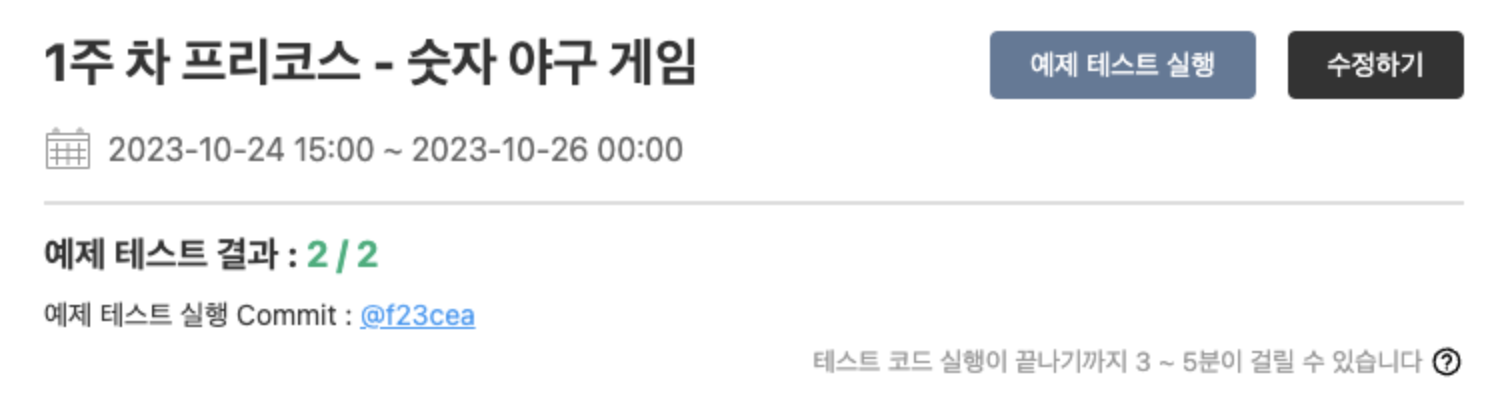 1주 차 프리코스 - 숫자 야구 게임
예제 테스트 실행
수정하기
2023-10-24 15:00 ~ 2023-10-26 00:00
예제 테스트 결과 : 2 / 2
예제 테스트 실행 Commit : @f23cea
테스트 코드 실행이 끝나기까지 3 ~ 5분이 걸릴 수 있습니다 ?